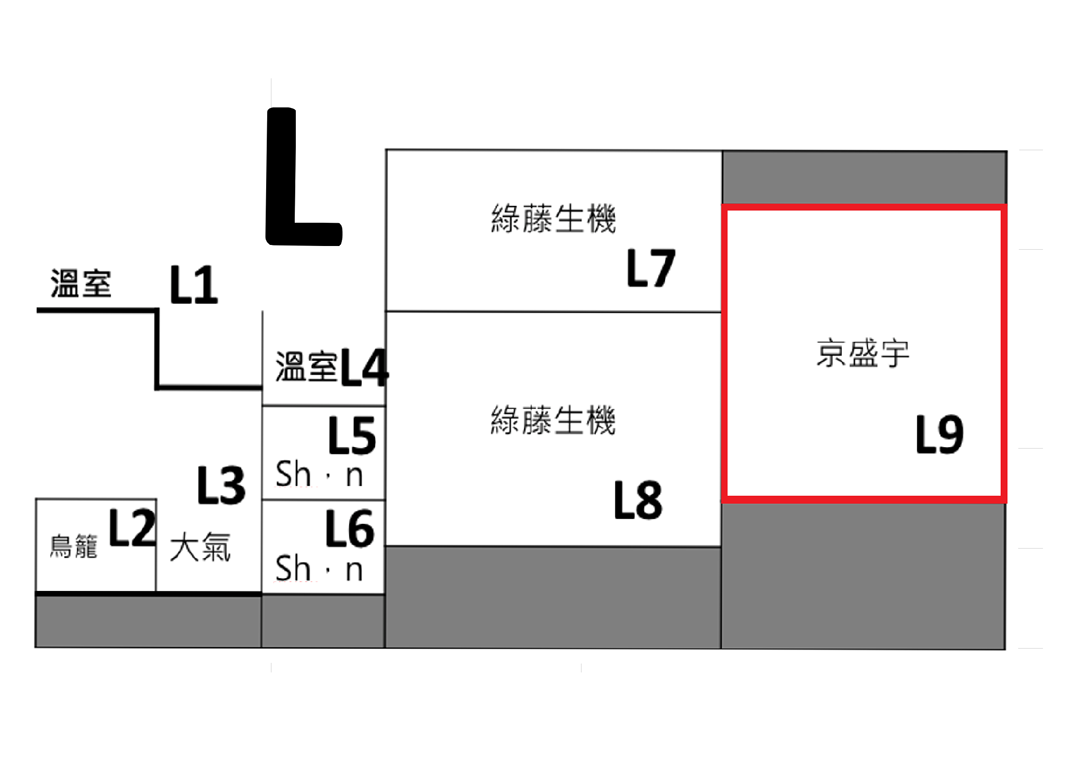 L
溫室 L1
鳥籠 L2
大氣 L3
溫室 L4
L5
Sh · n
L6
Sh · n
綠藤生機
L7
綠藤生機
L8
京盛宇
L9